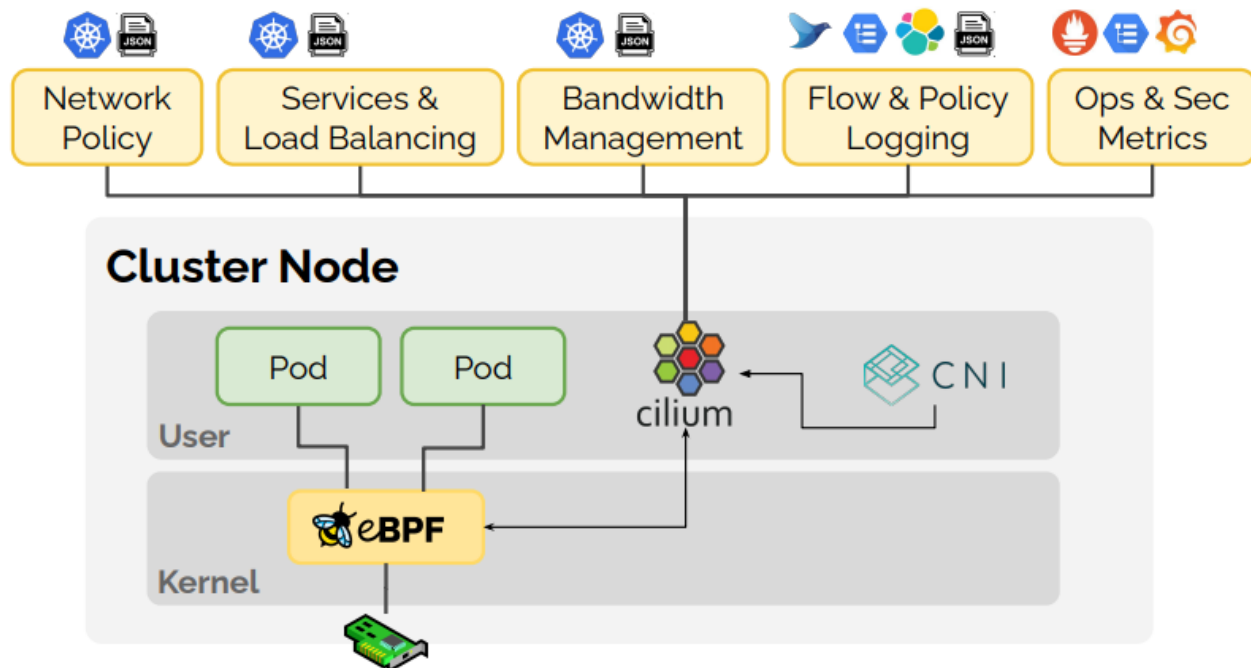 JSON
JSON
JSON
JSON
Network
Policy
Services &
Load Balancing
Bandwidth
Management
Flow & Policy
Logging
Ops & Sec
Metrics
Cluster Node
Pod
Pod
cilium
CNI
User
eBPF
Kernel